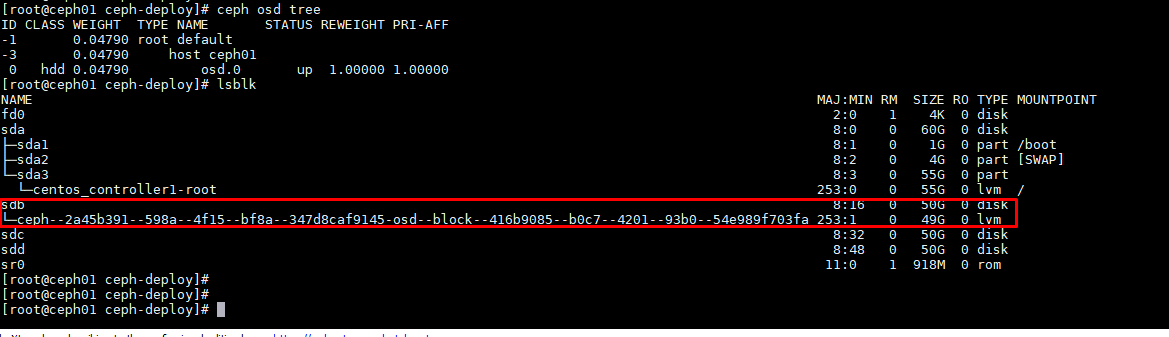 [root@ceph01 ceph-deploy]# ceph osd tree
ID CLASS WEIGHT  TYPE NAME       STATUS REWEIGHT PRI-AFF
-1       0.04790 root default
-3       0.04790     host ceph01
 0   hdd 0.04790         osd.0      up  1.00000 1.00000
[root@ceph01 ceph-deploy]# lsblk
NAME MAJ:MIN RM  SIZE RO TYPE MOUNTPOINT
fd0 2:0    1    4K  0 disk
sda 8:0    0   60G  0 disk
├─sda1 8:1    0    1G  0 part /boot
├─sda2 8:2    0    4G  0 part [SWAP]
└─sda3 8:3    0   55G  0 part
  └─centos_controller1-root 253:0    0   55G  0 lvm  /
sdb 8:16   0   50G  0 disk
└─ceph--2a45b391--598a--4f15--bf8a--347d8caf9145-osd--block--416b9085--b0c7--4201--93b0--54e989f703fa 253:1    0   49G  0 lvm
sdc 8:32   0   50G  0 disk
sdd 8:48   0   50G  0 disk
sr0 11:0    1  918M  0 rom
[root@ceph01 ceph-deploy]#
[root@ceph01 ceph-deploy]#
[root@ceph01 ceph-deploy]#